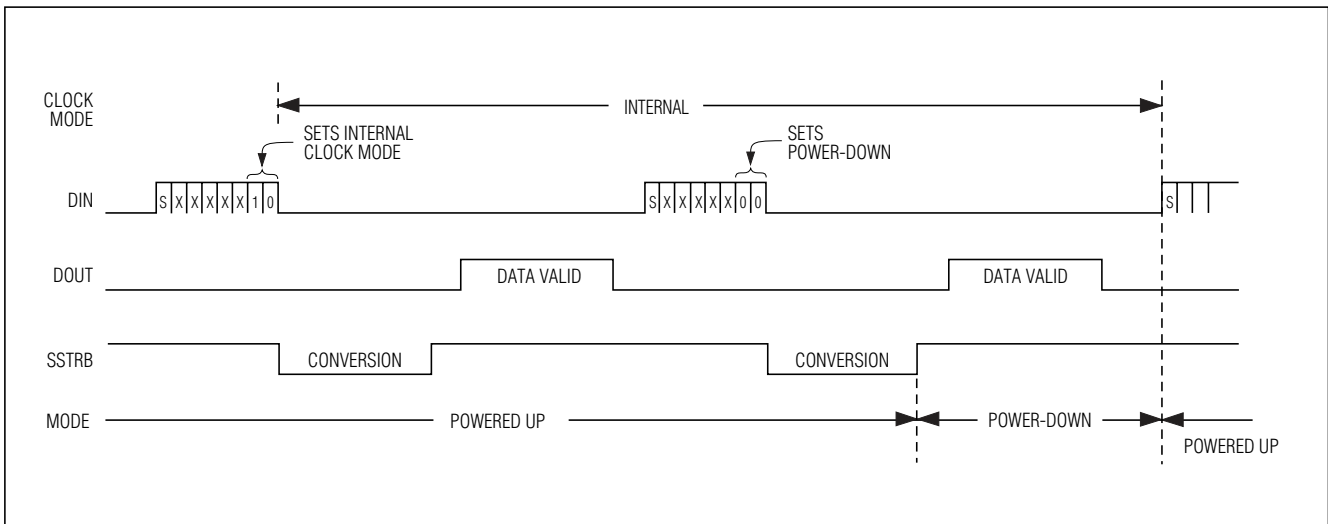 CLOCK
MODE
INTERNAL
SETS INTERNAL
CLOCK MODE
SETS
POWER-DOWN
DIN
S X X X X X 1 0
S X X X X X 0 0
S
DOUT
DATA VALID
DATA VALID
SSTRB
CONVERSION
CONVERSION
MODE
POWERED UP
POWER-DOWN
POWERED UP